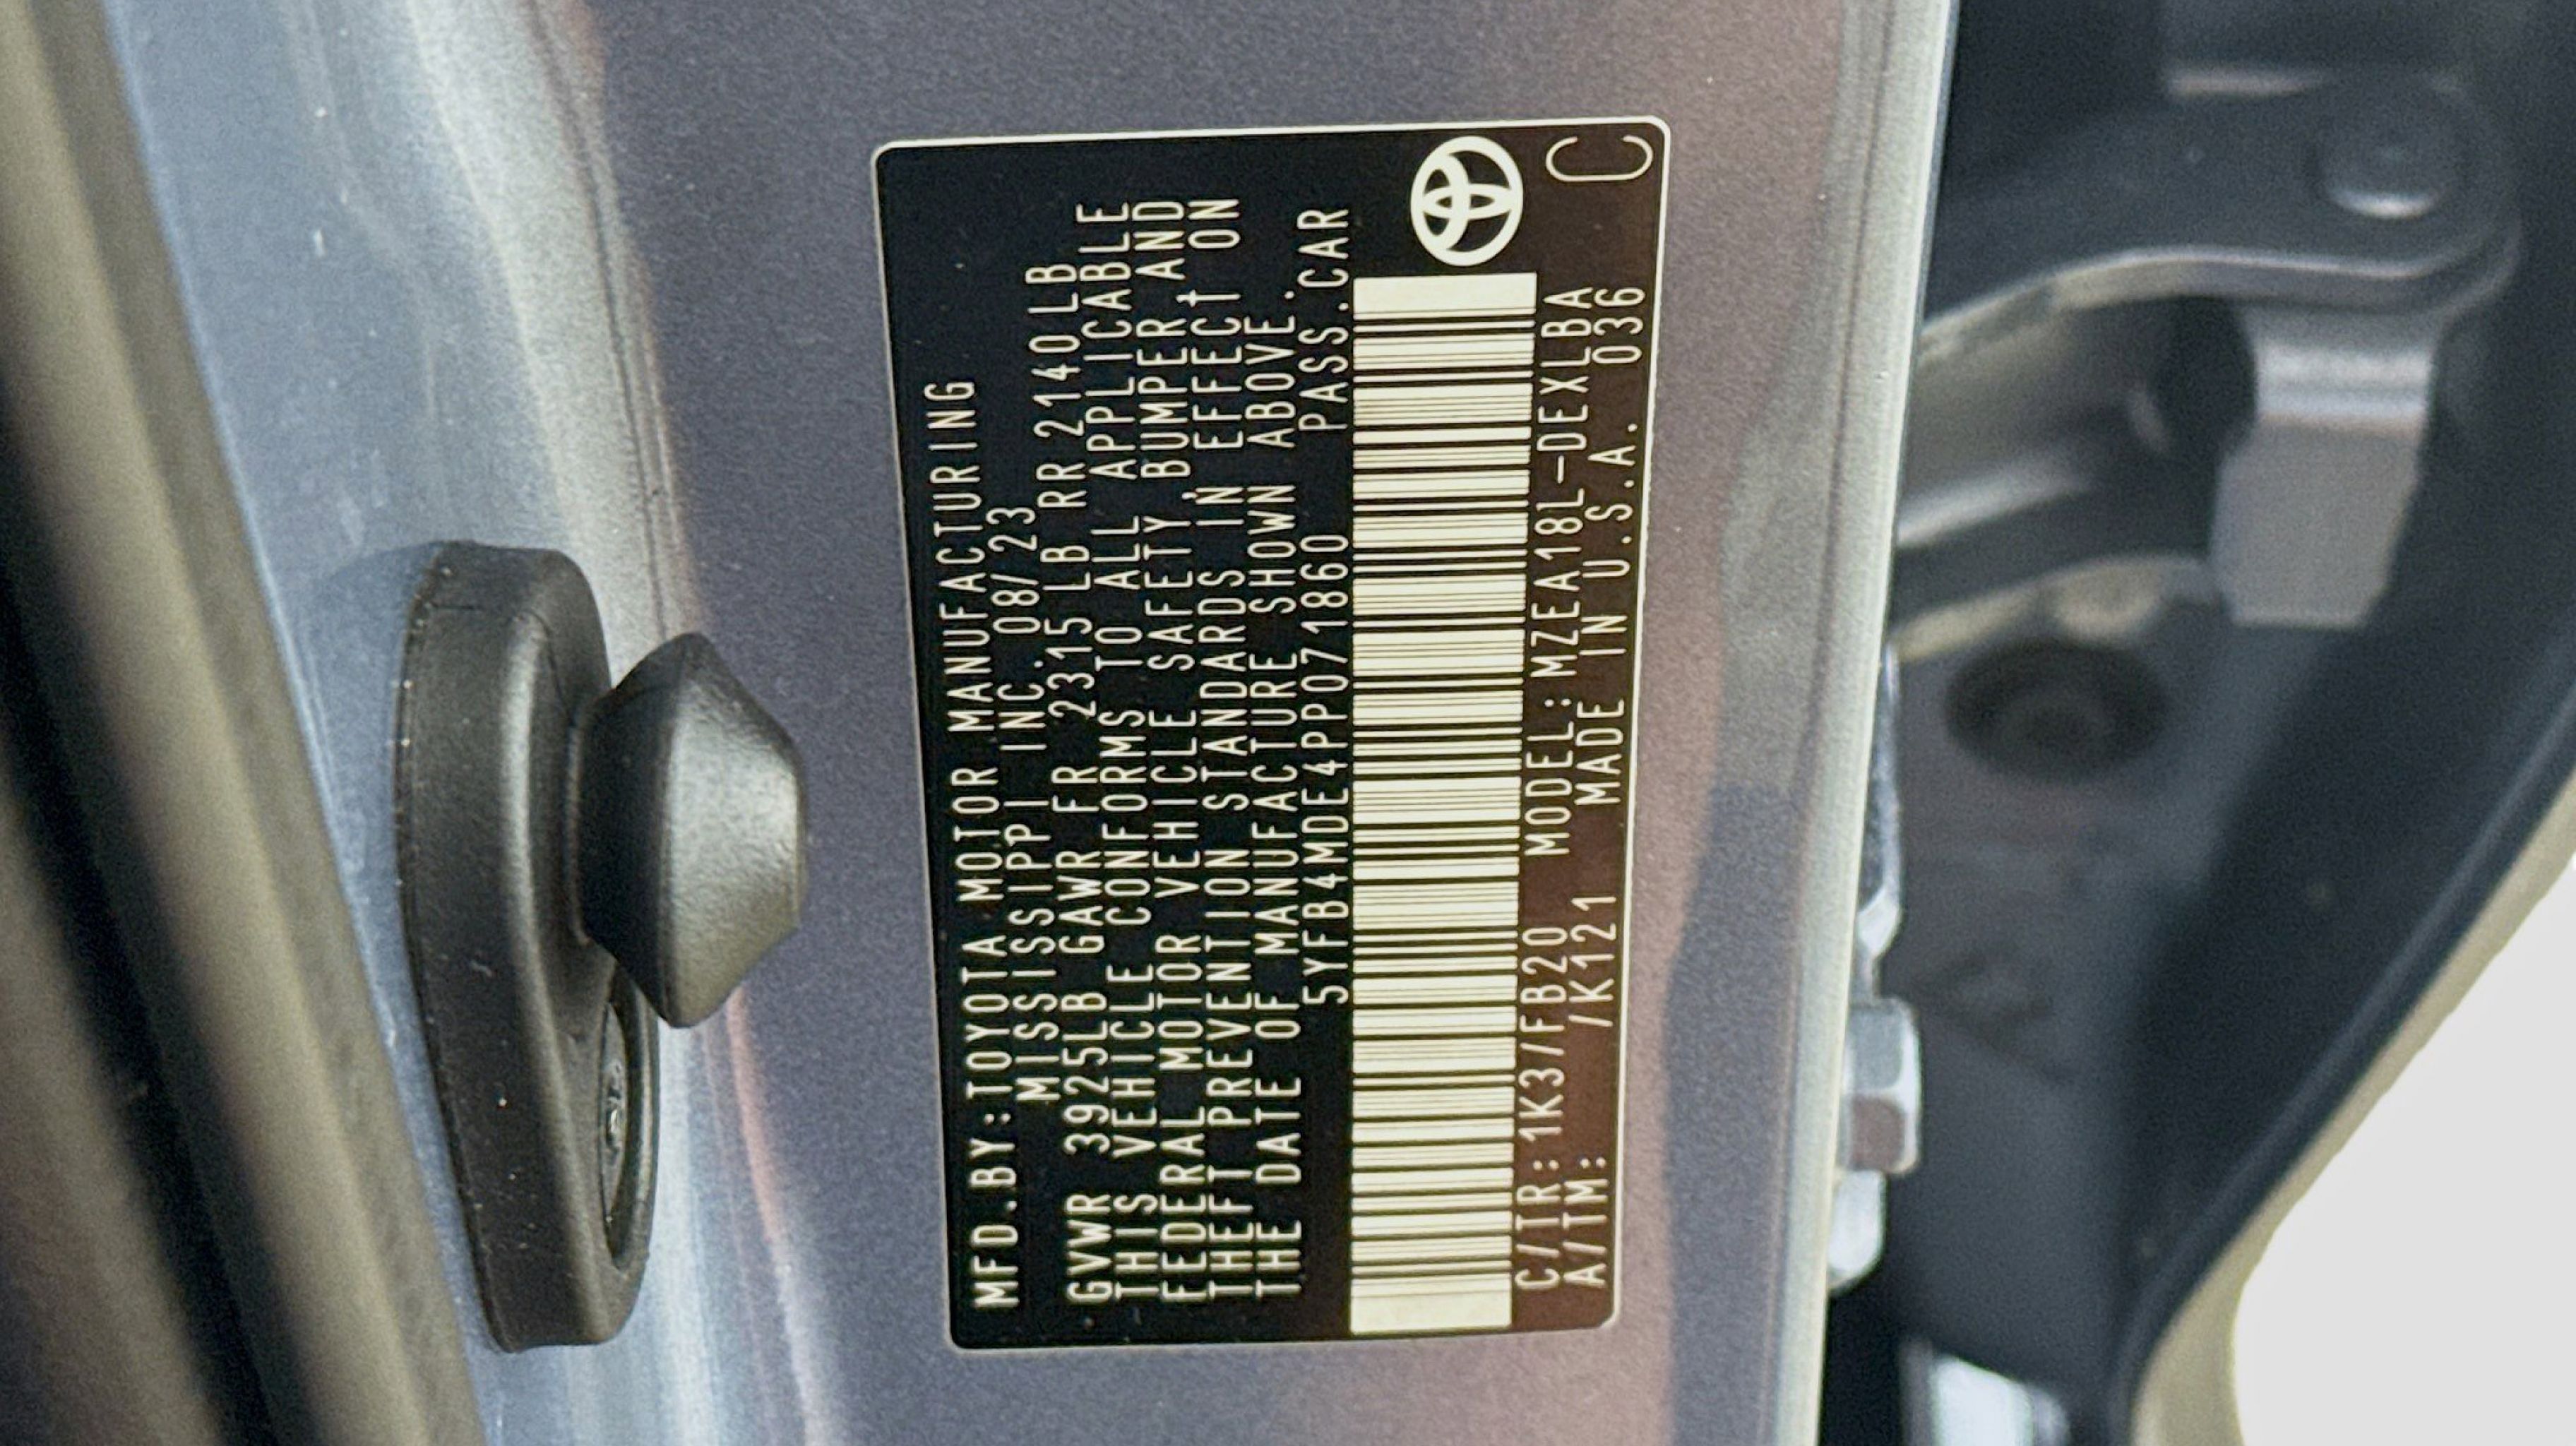 MFD.BY:TOYOTA MOTOR MANUFACTURING
MISSISSIPPI INC. 08/23
GVWR 3925LB GAWR FR 2315LB RR 2140LB
THIS VEHICLE CONFORMS TO ALL APPLICABLE
FEDERAL MOTOR VEHICLE SAFETY, BUMPER, AND
THEFT PREVENTION STANDARDS IN EFFECT ON
THE DATE OF MANUFACTURE SHOWN ABOVE.
5YFB4MDE4PP071860 PASS.CAR
C/TR:1K3/FB20 MODEL:MZEA18L-DEXLBA
A/TM: /K121 MADE IN U.S.A. 036
C